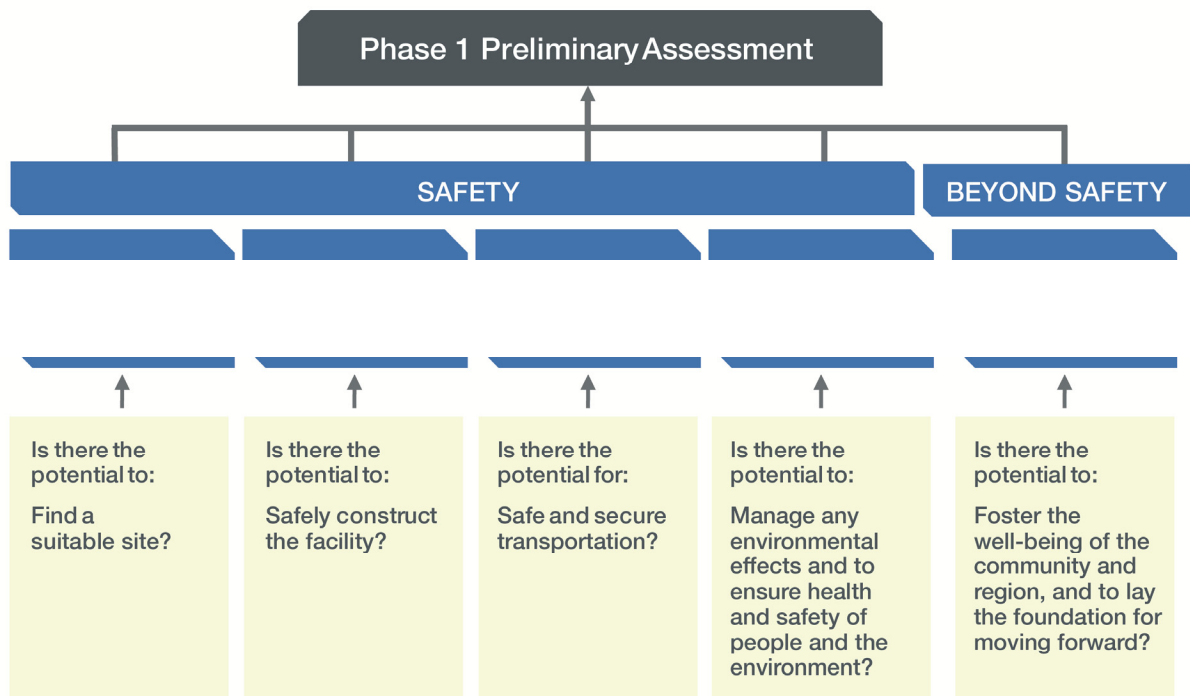 Phase 1 Preliminary Assessment
SAFETY
BEYOND SAFETY
Is there the
potential to:
Find a
suitable site?
Is there the
potential to:
Safely construct
the facility?
Is there the
potential for:
Safe and secure
transportation?
Is there the
potential to:
Manage any
environmental
effects and to
ensure health
and safety of
people and the
environment?
Is there the
potential to:
Foster the
well-being of the
community and
region, and to lay
the foundation for
moving forward?